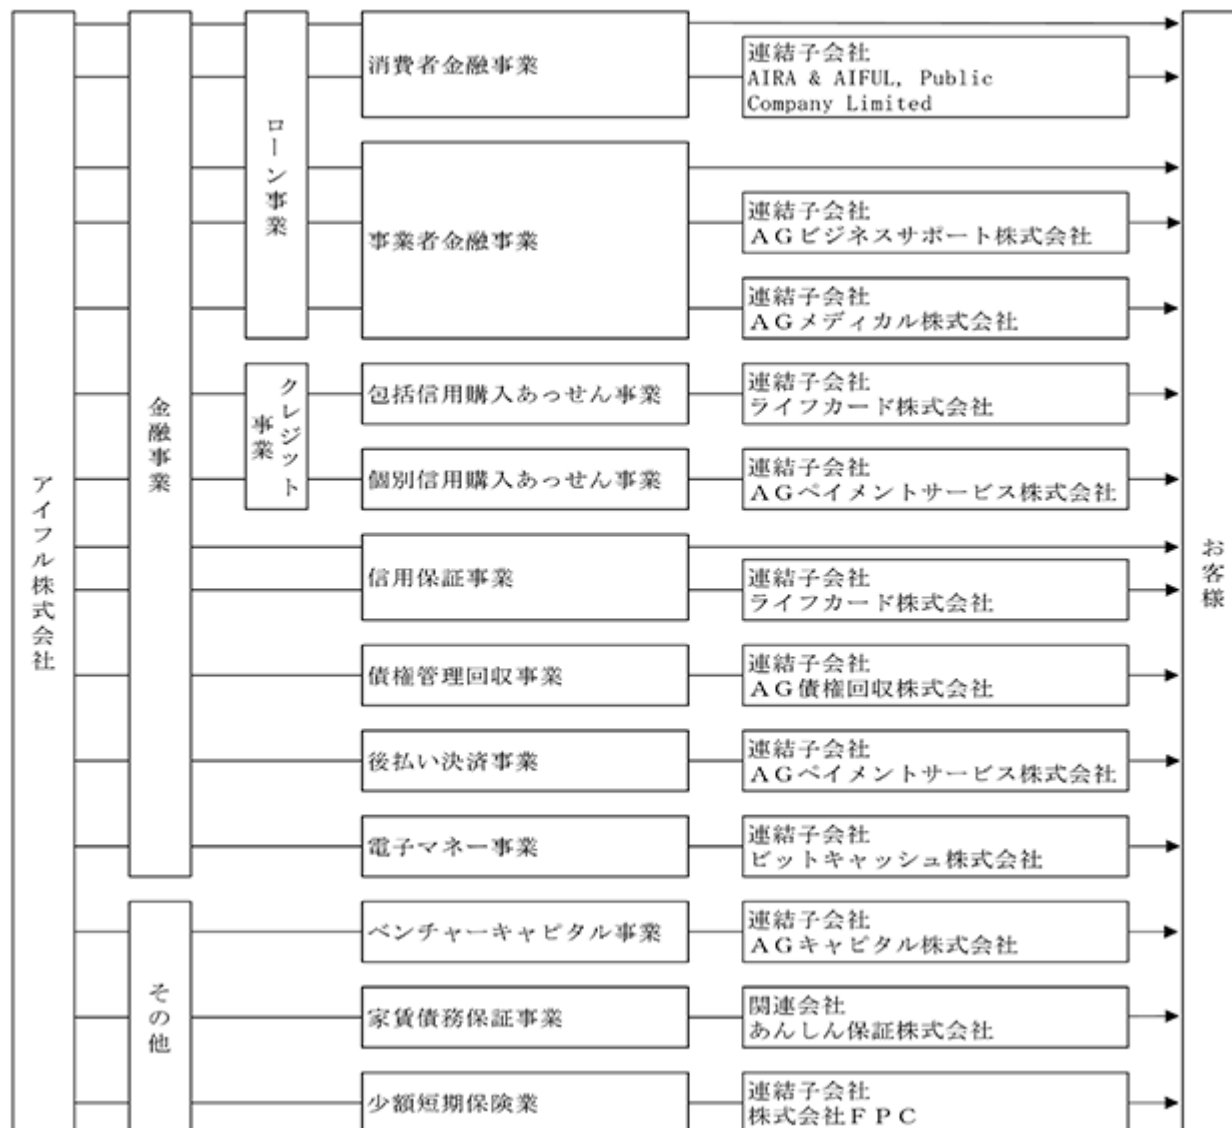 アイフル株式会社
金融事業
ローン事業
消費者金融事業
連結子会社
AIRA & AIFUL, Public
Company Limited
事業者金融事業
連結子会社
ＡＧビジネスサポート株式会社
連結子会社
ＡＧメディカル株式会社
クレジット
事業
包括信用購入あっせん事業
連結子会社
ライフカード株式会社
個別信用購入あっせん事業
連結子会社
ＡＧペイメントサービス株式会社
信用保証事業
連結子会社
ライフカード株式会社
債権管理回収事業
連結子会社
ＡＧ債権回収株式会社
後払い決済事業
連結子会社
ＡＧペイメントサービス株式会社
電子マネー事業
連結子会社
ビットキャッシュ株式会社
その他
ベンチャーキャピタル事業
連結子会社
ＡＧキャピタル株式会社
家賃債務保証事業
関連会社
あんしん保証株式会社
少額短期保険業
連結子会社
株式会社ＦＰＣ
お客様